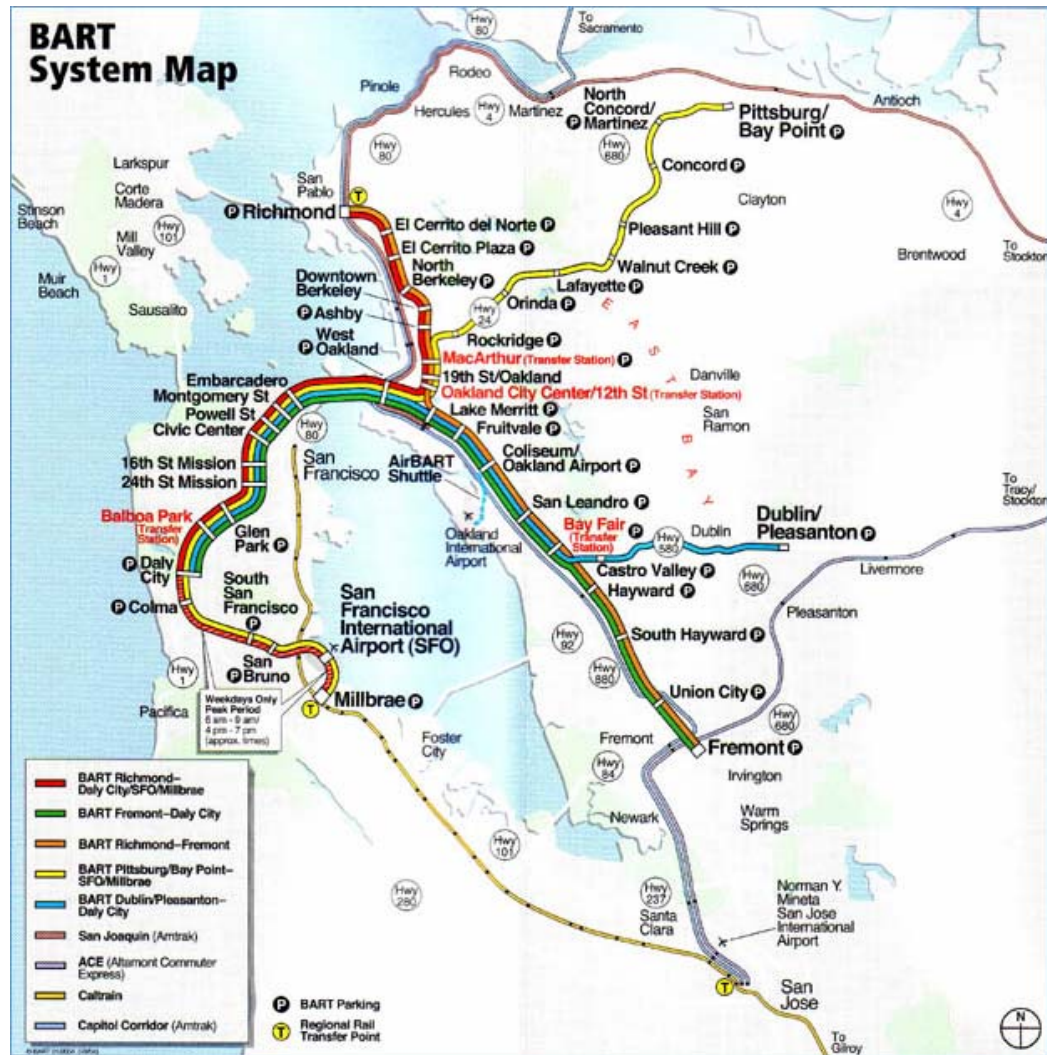 BART
System Map
Hwy
80
To
Sacramento
Pinole
Rodeo
Hercules
Hwy
4
Martinez
North
Concord/
Martinez
P
Pittsburg/
Bay Point P
Antioch
Hwy
80
Hwy
680
Concord P
Larkspur
Corte
Madera
Hwy
101
Mill
Valley
Stinson
Beach
Hwy
1
Muir
Beach
Sausalito
San
Pablo
T
P Richmond
El Cerrito del Norte P
El Cerrito Plaza P
North
Berkeley P
Downtown
Berkeley
P Ashby
West
P Oakland
Clayton
Hwy
4
Pleasant Hill P
Brentwood
To
Stockton
Walnut Creek P
Lafayette P
Orinda P
Hwy
24
Rockridge P
EAST BAY
MacArthur (Transfer Station) P
19th St/Oakland
Oakland City Center/12th St (Transfer Station)
Danville
San
Ramon
Embarcadero
Montgomery St
Powell St
Civic Center
Hwy
80
16th St Mission
24th St Mission
San
Francisco
Lake Merritt P
Fruitvale P
Coliseum/
Oakland Airport P
AirBART
Shuttle
Oakland
International
Airport
San Leandro P
Bay Fair P
(Transfer
Station)
Dublin
Hwy
580
Dublin/
Pleasanton P
To
Tracy/
Stockton
Balboa Park
(Transfer
Station)
Glen
Park P
P Daly
City
P Colma
South
San
Francisco
P
San
P Bruno
San
Francisco
International
Airport (SFO)
Millbrae P
T
Castro Valley P
Hayward P
Hwy
680
Livermore
Pleasanton
South Hayward P
Hwy
92
Hwy
880
Union City P
Hwy
680
Fremont
Fremont P
Hwy
84
Irvington
Warm
Springs
Newark
Hwy
1
Pacifica
Weekdays Only
Peak Period
6 am - 9 am/
4 pm - 7 pm
(approx. times)
Foster
City
Hwy
101
Hwy
280
Hwy
237
Santa
Clara
Norman Y.
Mineta
San Jose
International
Airport
T
San
Jose
To
Gilroy
N
BART Richmond–
Daly City/SFO/Millbrae
BART Fremont–Daly City
BART Richmond–Fremont
BART Pittsburg/Bay Point–
SFO/Millbrae
BART Dublin/Pleasanton–
Daly City
San Joaquin (Amtrak)
ACE (Altamont Commuter
Express)
Caltrain
Capitol Corridor (Amtrak)
P BART Parking
T Regional Rail
Transfer Point